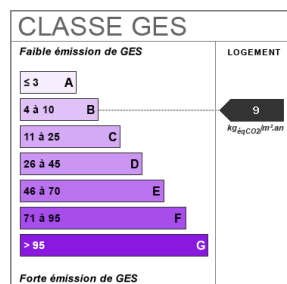 CLASSE GES
Faible émission de GES
LOGEMENT
≤ 3 A
4 à 10 B
9
kgéqCO2/m².an
11 à 25 C
26 à 45 D
46 à 70 E
71 à 95 F
> 95 G
Forte émission de GES